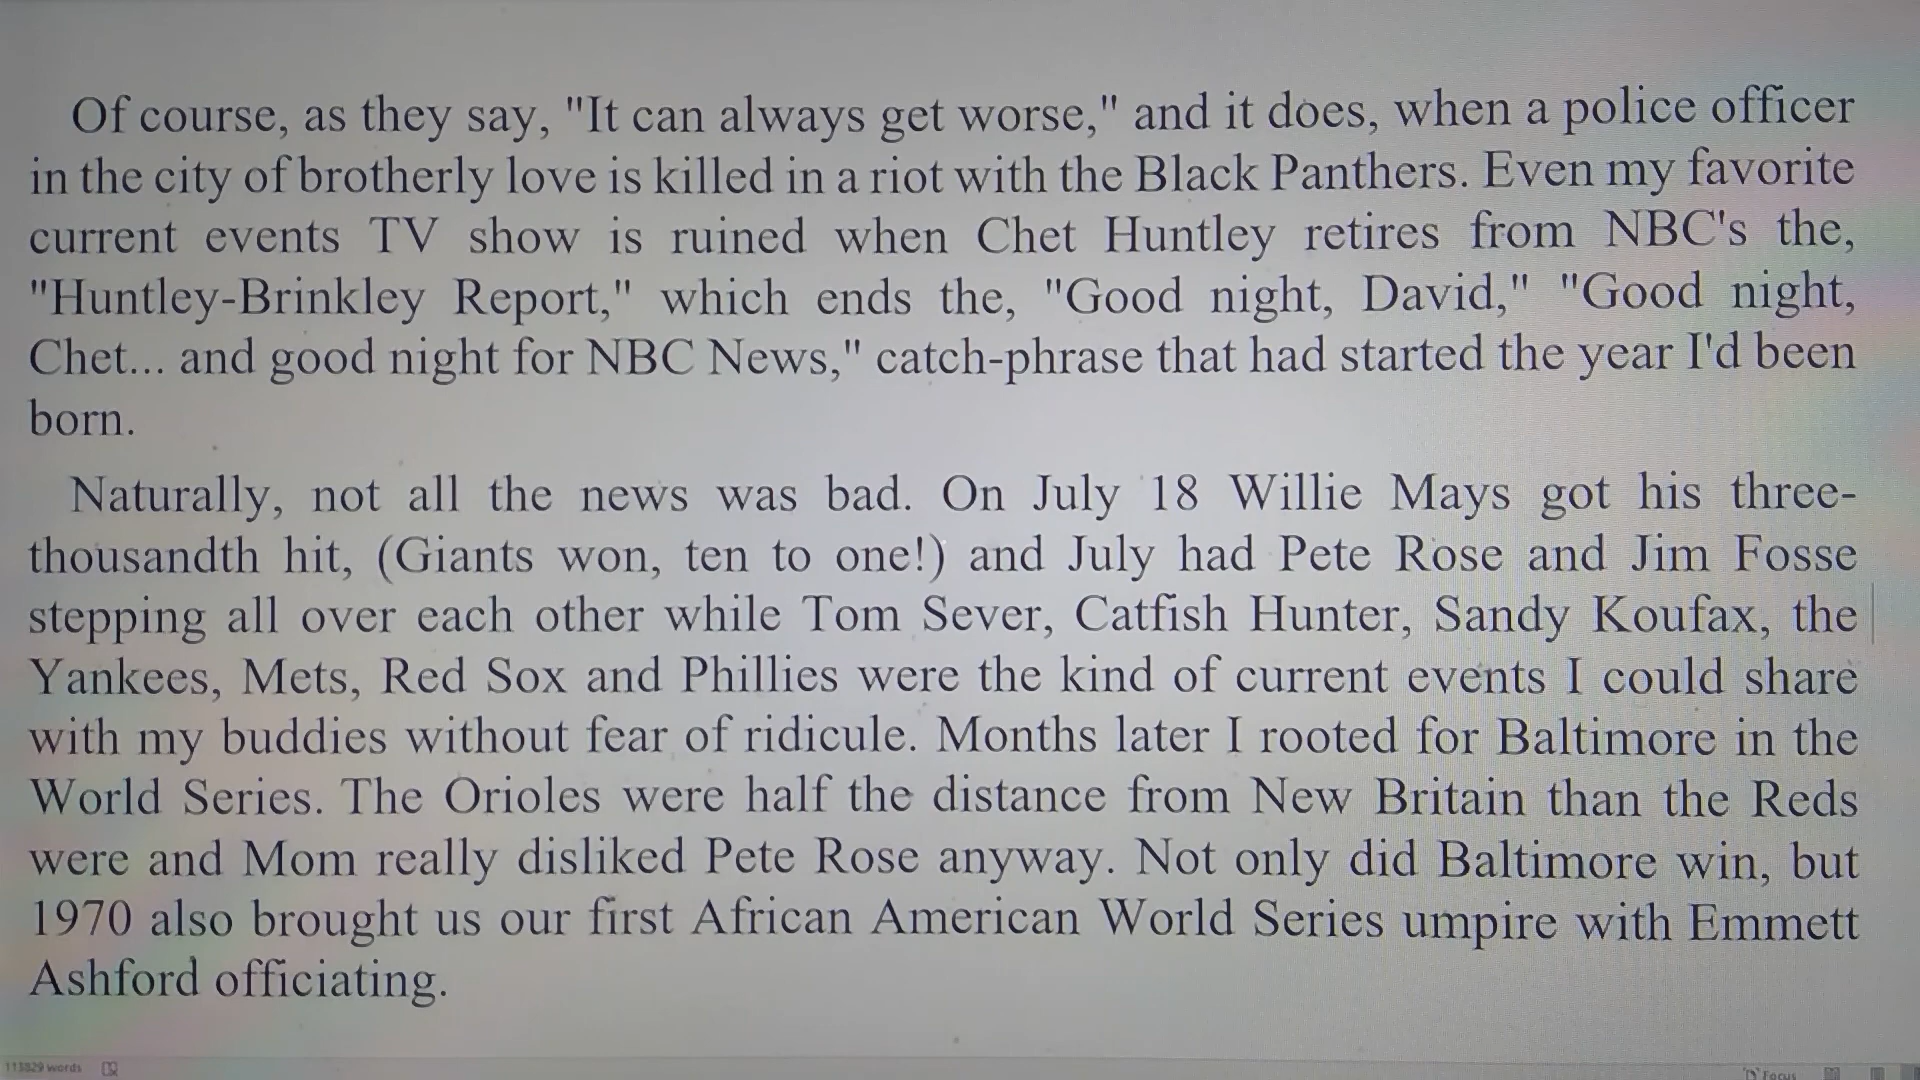 Of course, as they say, "It can always get worse," and it does, when a police officer
in the city of brotherly love is killed in a riot with the Black Panthers. Even my favorite
current events TV show is ruined when Chet Huntley retires from NBC's the,
"Huntley-Brinkley Report," which ends the, "Good night, David," "Good night,
Chet... and good night for NBC News," catch-phrase that had started the year I'd been
born.
Naturally, not all the news was bad. On July 18 Willie Mays got his three-
thousandth hit, (Giants won, ten to one!) and July had Pete Rose and Jim Fosse
stepping all over each other while Tom Sever, Catfish Hunter, Sandy Koufax, the
Yankees, Mets, Red Sox and Phillies were the kind of current events I could share
with my buddies without fear of ridicule. Months later I rooted for Baltimore in the
World Series. The Orioles were half the distance from New Britain than the Reds
were and Mom really disliked Pete Rose anyway. Not only did Baltimore win, but
1970 also brought us our first African American World Series umpire with Emmett
Ashford officiating.
113829 words
Focus